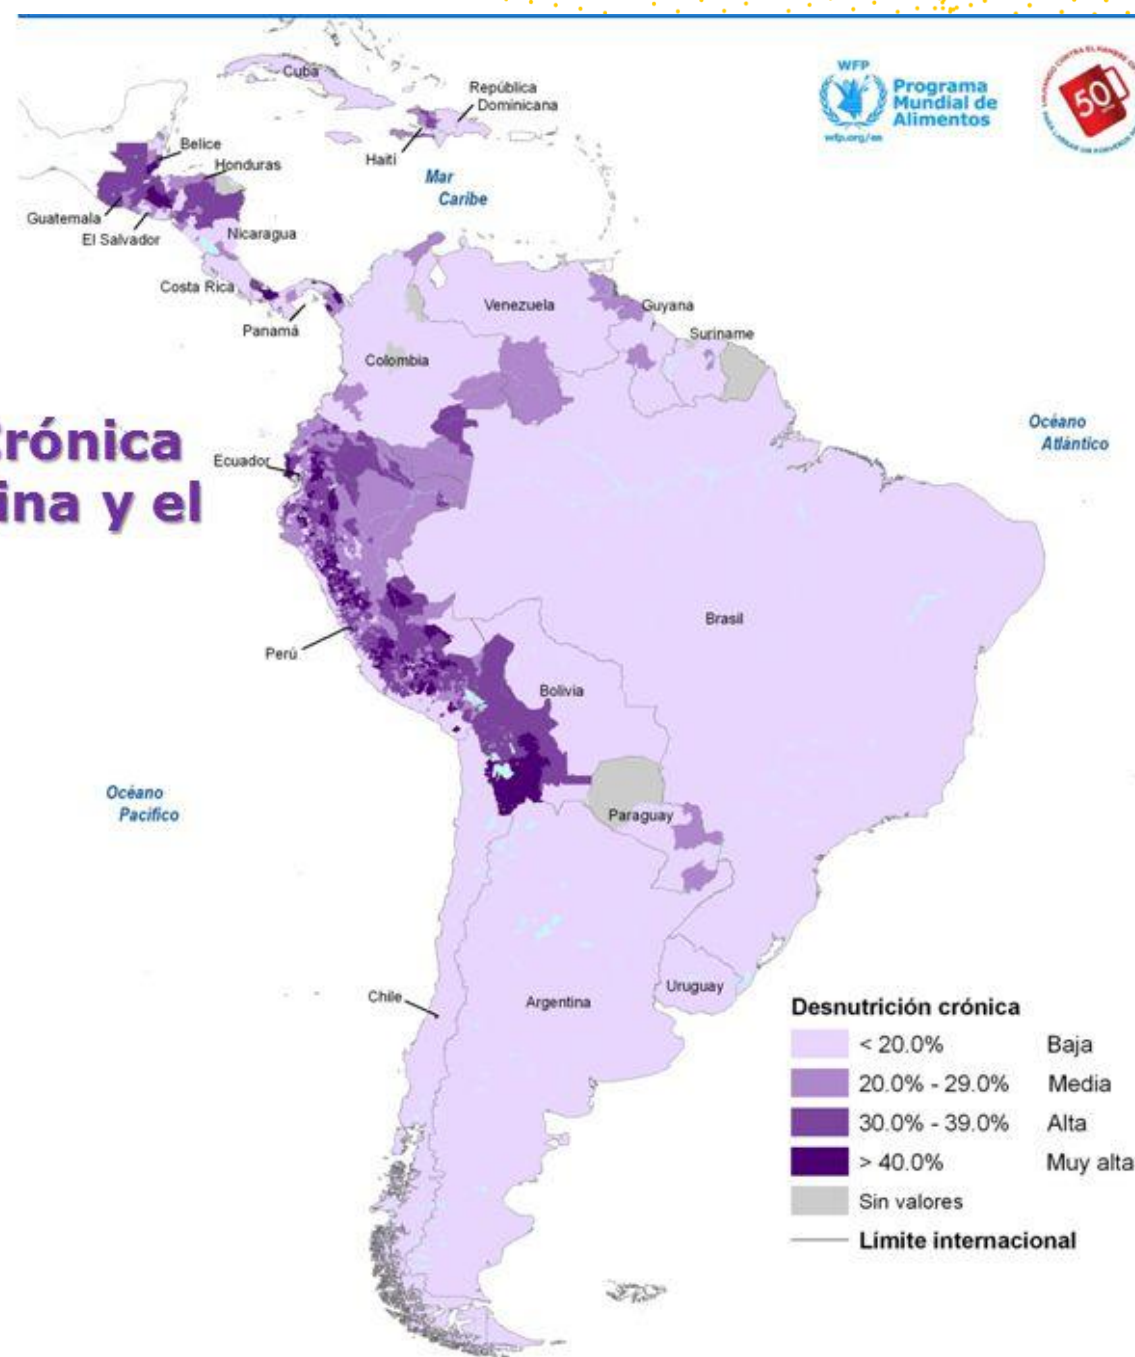 WFP
Programa
Mundial de
Alimentos
wfp.org/es
50
Cuba
República
Dominicana
Haití
Belice
Honduras
Mar
Caribe
Guatemala
El Salvador
Nicaragua
Costa Rica
Panamá
Venezuela
Guyana
Suriname
Colombia
Océano
Atlántico
Crónica
ina y el
Ecuador
Brasil
Perú
Bolivia
Océano
Pacífico
Paraguay
Chile
Argentina
Uruguay
Desnutrición crónica
< 20.0% Baja
20.0% - 29.0% Media
30.0% - 39.0% Alta
> 40.0% Muy alta
Sin valores
Límite internacional